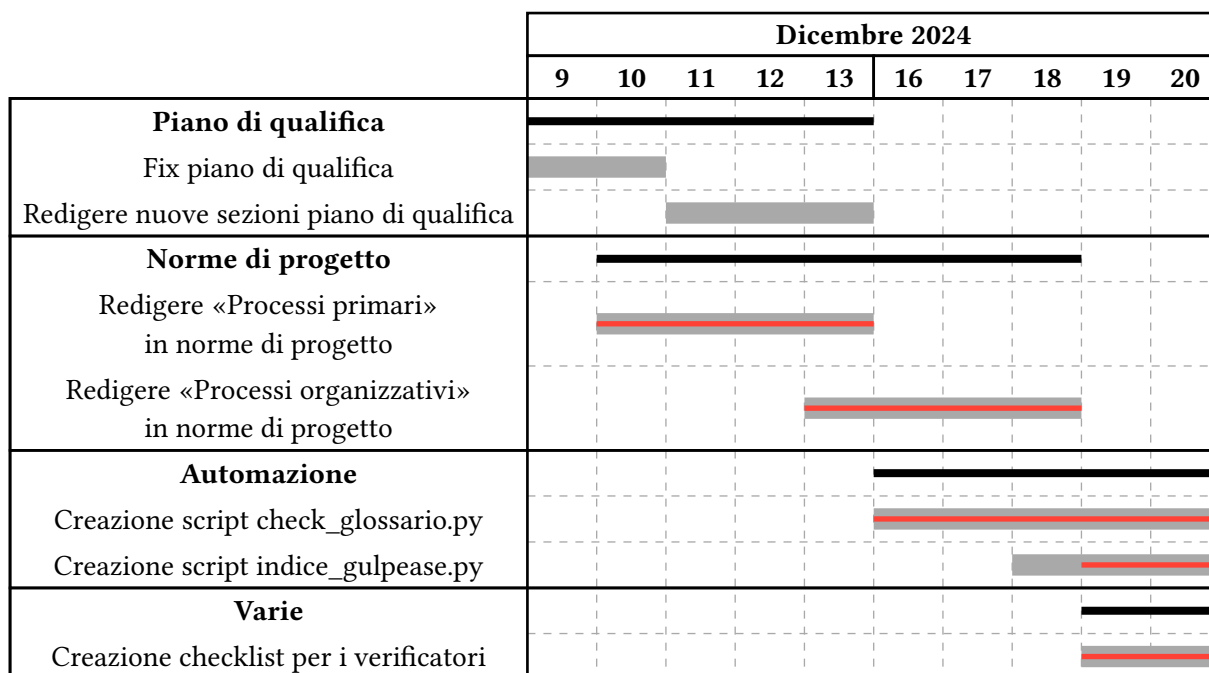 Dicembre 2024
9 10 11 12 13 16 17 18 19 20
Piano di qualifica
Fix piano di qualifica
Redigere nuove sezioni piano di qualifica
Norme di progetto
Redigere «Processi primari»
in norme di progetto
Redigere «Processi organizzativi»
in norme di progetto
Automazione
Creazione script check_glossario.py
Creazione script indice_gulpease.py
Varie
Creazione checklist per i verificatori